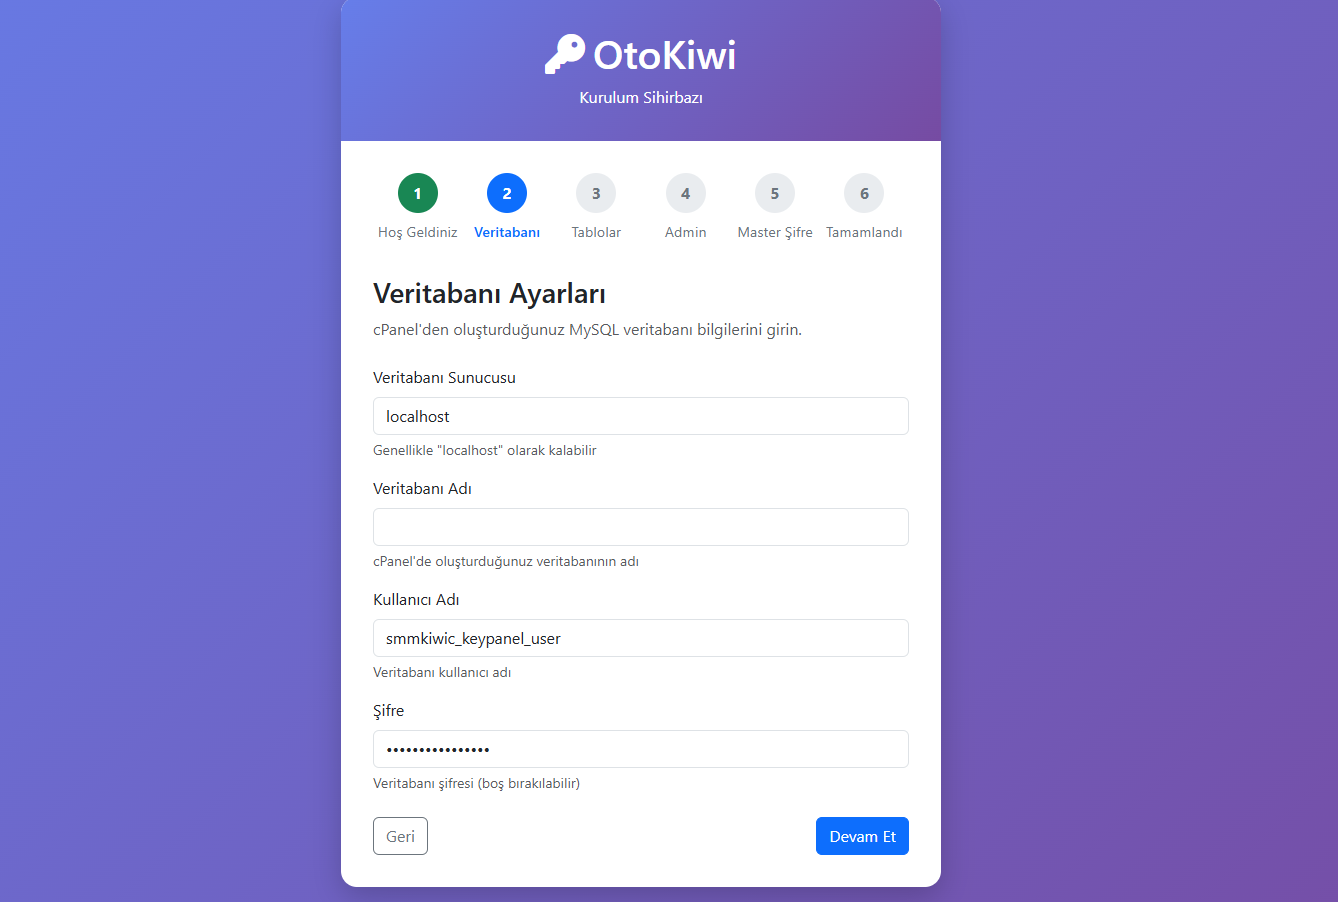 OtoKiwi
Kurulum Sihirbazı
1 2 3 4 5 6
Hoş Geldiniz Veritabanı Tablolar Admin Master Şifre Tamamlandı
Veritabanı Ayarları
cPanel'den oluşturduğunuz MySQL veritabanı bilgilerini girin.
Veritabanı Sunucusu
localhost
Genellikle "localhost" olarak kalabilir
Veritabanı Adı
cPanel'de oluşturduğunuz veritabanının adı
Kullanıcı Adı
smmkiwic_keypanel_user
Veritabanı kullanıcı adı
Şifre
••••••••••••••••
Veritabanı şifresi (boş bırakılabilir)
Geri Devam Et